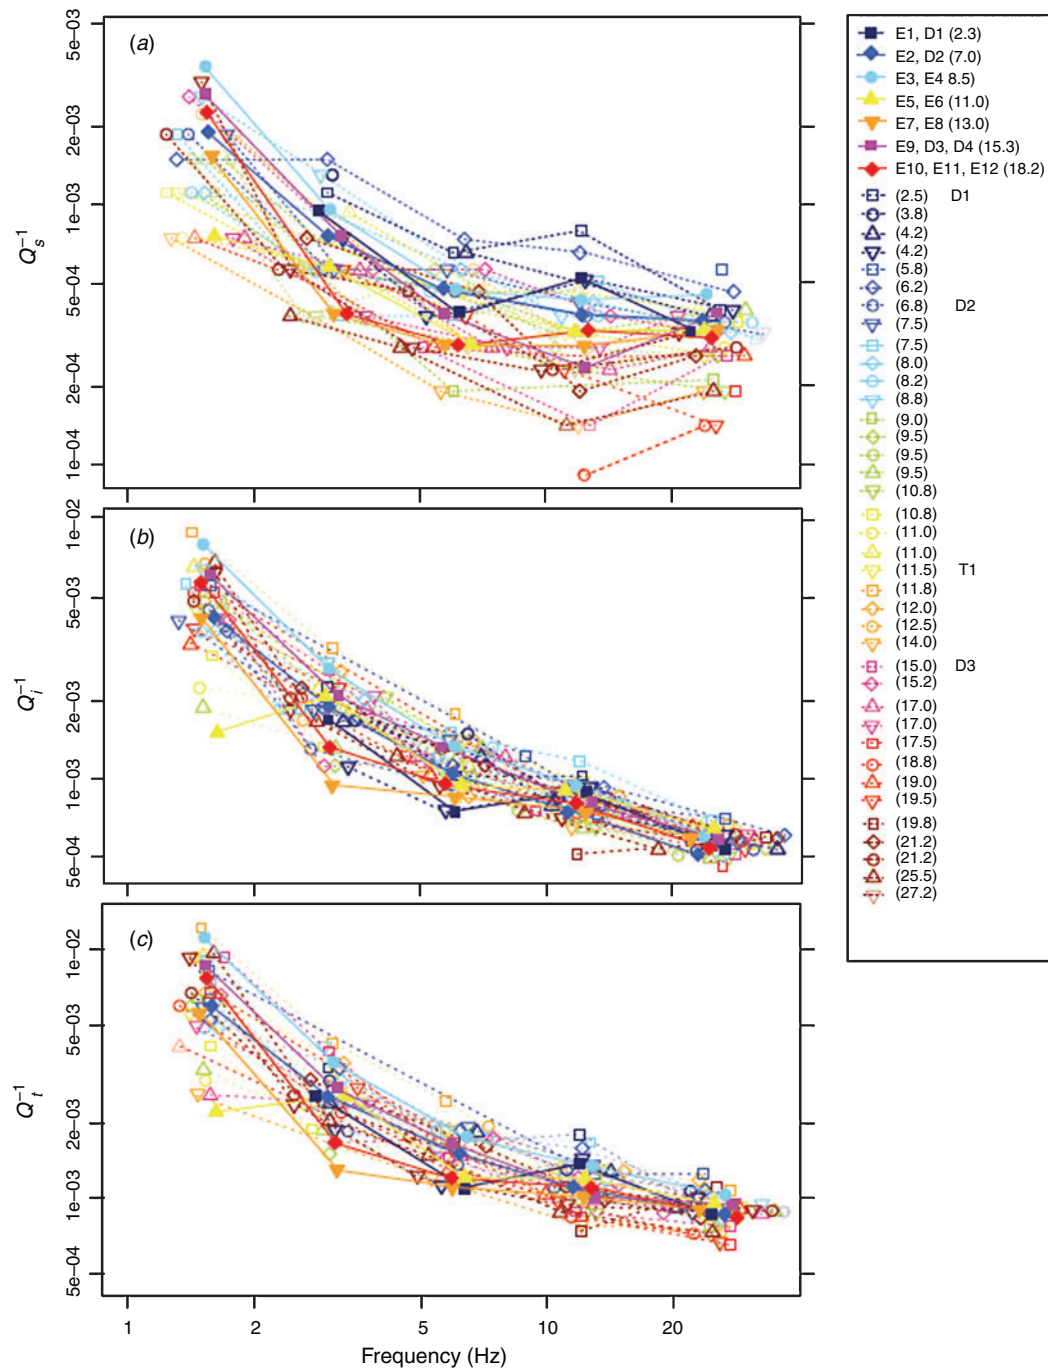 (a)
5e−03
2e−03
1e−03
5e−04
2e−04
1e−04
Q_s^−1
(b)
1e−02
5e−03
2e−03
1e−03
5e−04
Q_i^−1
(c)
1e−02
5e−03
2e−03
1e−03
5e−04
Q_t^−1
1 2 5 10 20
Frequency (Hz)
E1, D1 (2.3)
E2, D2 (7.0)
E3, E4 8.5)
E5, E6 (11.0)
E7, E8 (13.0)
E9, D3, D4 (15.3)
E10, E11, E12 (18.2)
(2.5) D1
(3.8)
(4.2)
(4.2)
(5.8)
(6.2)
(6.8) D2
(7.5)
(7.5)
(8.0)
(8.2)
(8.8)
(9.0)
(9.5)
(9.5)
(9.5)
(10.8)
(10.8)
(11.0)
(11.0)
(11.5) T1
(11.8)
(12.0)
(12.5)
(14.0)
(15.0) D3
(15.2)
(17.0)
(17.0)
(17.5)
(18.8)
(19.0)
(19.5)
(19.8)
(21.2)
(21.2)
(25.5)
(27.2)